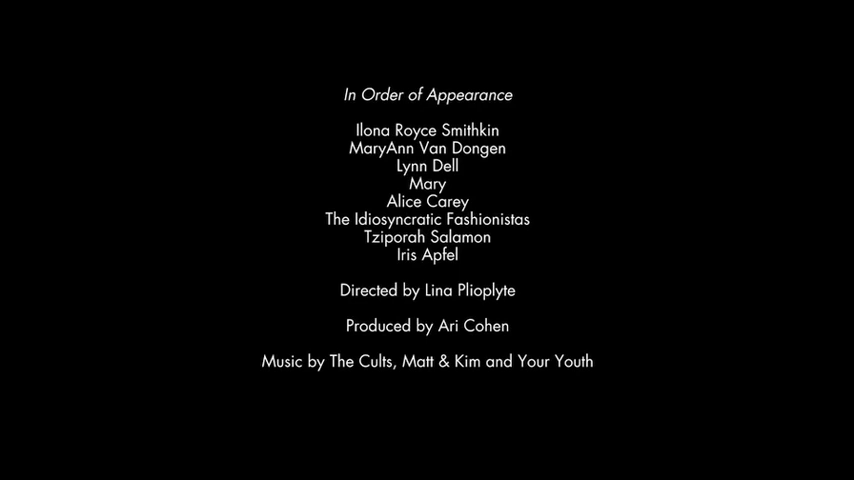 In Order of Appearance
Ilona Royce Smithkin
MaryAnn Van Dongen
Lynn Dell
Mary
Alice Carey
The Idiosyncratic Fashionistas
Tziporah Salamon
Iris Apfel
Directed by Lina Plioplyte
Produced by Ari Cohen
Music by The Cults, Matt & Kim and Your Youth